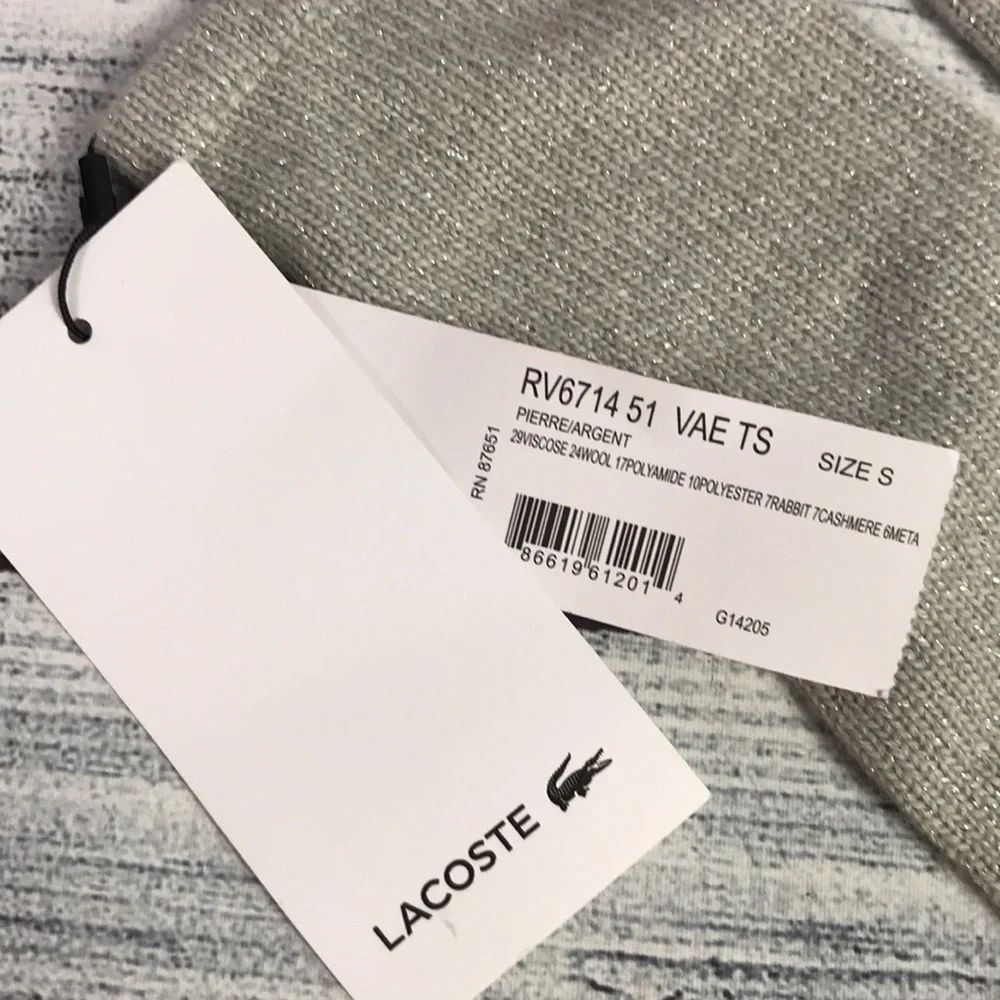 RV6714 51 VAE TS SIZE S
PIERRE/ARGENT
29VISCOSE 24WOOL 17POLYAMIDE 10POLYESTER 7RABBIT 7CASHMERE 6META
RN 87651
86619 61201 4
G14205
LACOSTE